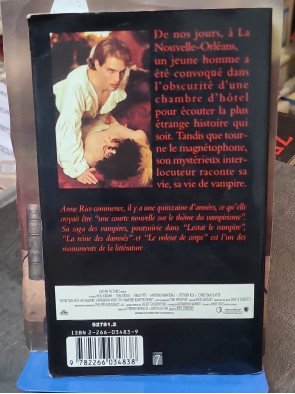 De nos jours, à La
Nouvelle-Orléans,
un jeune homme a
été convoqué dans
l'obscurité d'une
chambre d'hôtel
pour écouter la plus
étrange histoire qui
soit. Tandis que tour-
ne le magnétophone,
son mystérieux inter-
locuteur raconte sa
vie, sa vie de vampire.
Anne Rice commence, il y a une quinzaine d'années, ce qu'elle
croyait être "une courte nouvelle sur le thème du vampirisme".
Sa saga des vampires, poursuivie dans "Lestat le vampire",
"La reine des damnés" et "Le voleur de corps" est l'un des
monuments de la littérature.
62781.2
ISBN 2-266-03483-9
9 782266 034838